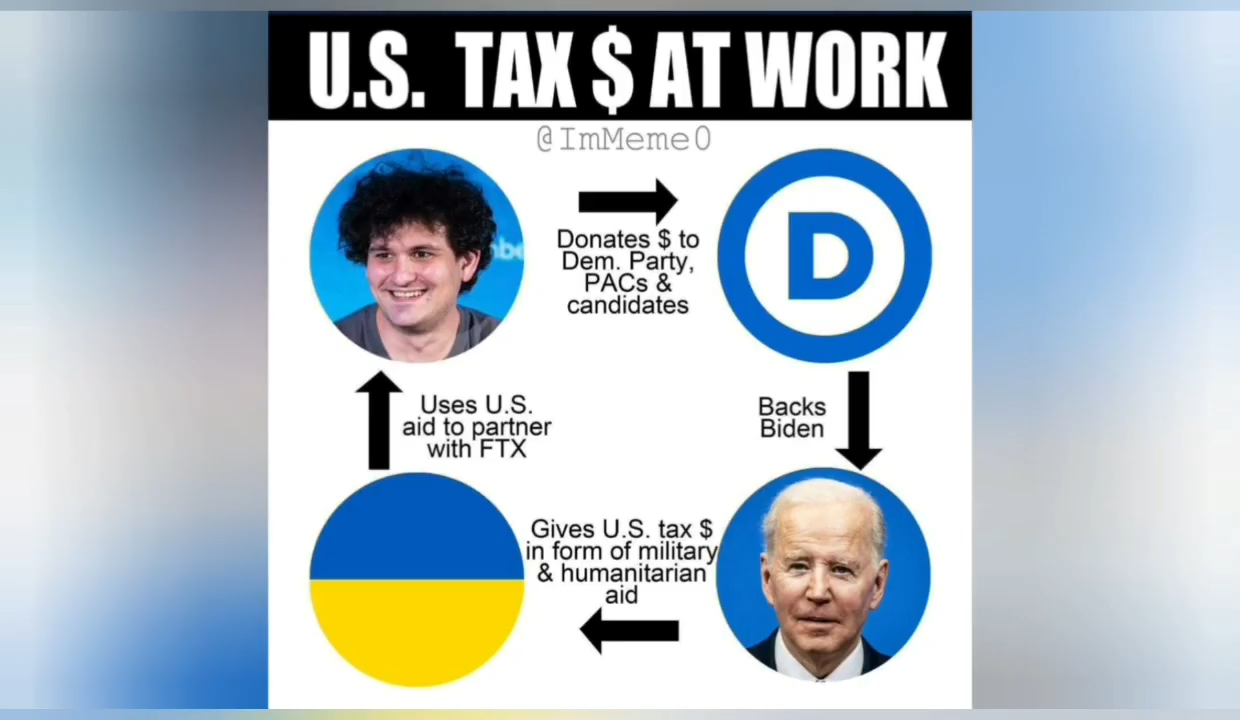 U.S. TAX $ AT WORK
@ImMeme0
Donates $ to
Dem. Party,
PACs &
candidates
D
Uses U.S.
aid to partner
with FTX
Backs
Biden
Gives U.S. tax $
in form of military
& humanitarian
aid